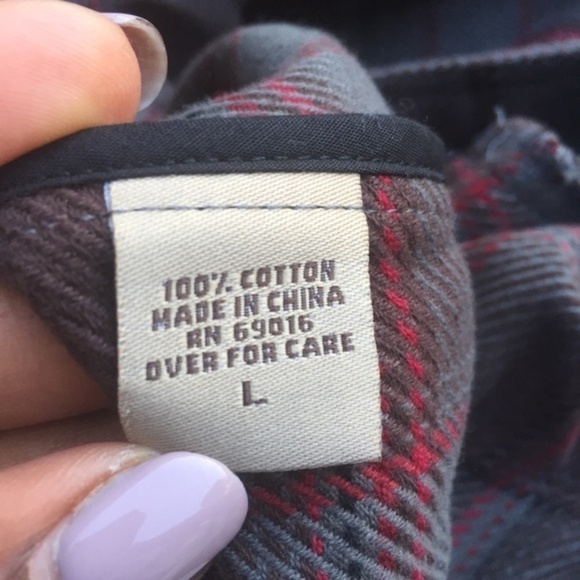 100% COTTON
MADE IN CHINA
RN 69016
OVER FOR CARE
L